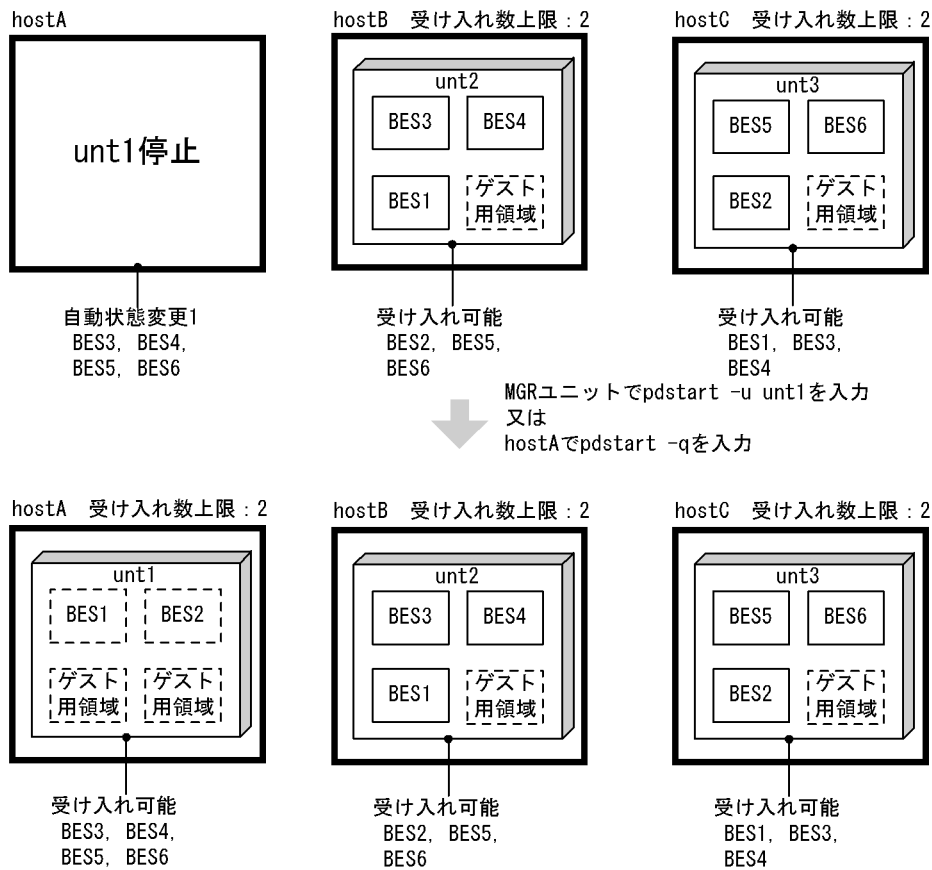 hostA
hostB 受け入れ数上限：2
hostC 受け入れ数上限：2
unt1停止
unt2
BES3
BES4
BES1
ゲスト
用領域
unt3
BES5
BES6
BES2
ゲスト
用領域
自動状態変更1
BES3, BES4,
BES5, BES6
受け入れ可能
BES2, BES5,
BES6
受け入れ可能
BES1, BES3,
BES4
MGRユニットでpdstart -u unt1を入力
又は
hostAでpdstart -qを入力
hostA 受け入れ数上限：2
hostB 受け入れ数上限：2
hostC 受け入れ数上限：2
unt1
BES1
BES2
ゲスト
用領域
ゲスト
用領域
unt2
BES3
BES4
BES1
ゲスト
用領域
unt3
BES5
BES6
BES2
ゲスト
用領域
受け入れ可能
BES3, BES4,
BES5, BES6
受け入れ可能
BES2, BES5,
BES6
受け入れ可能
BES1, BES3,
BES4